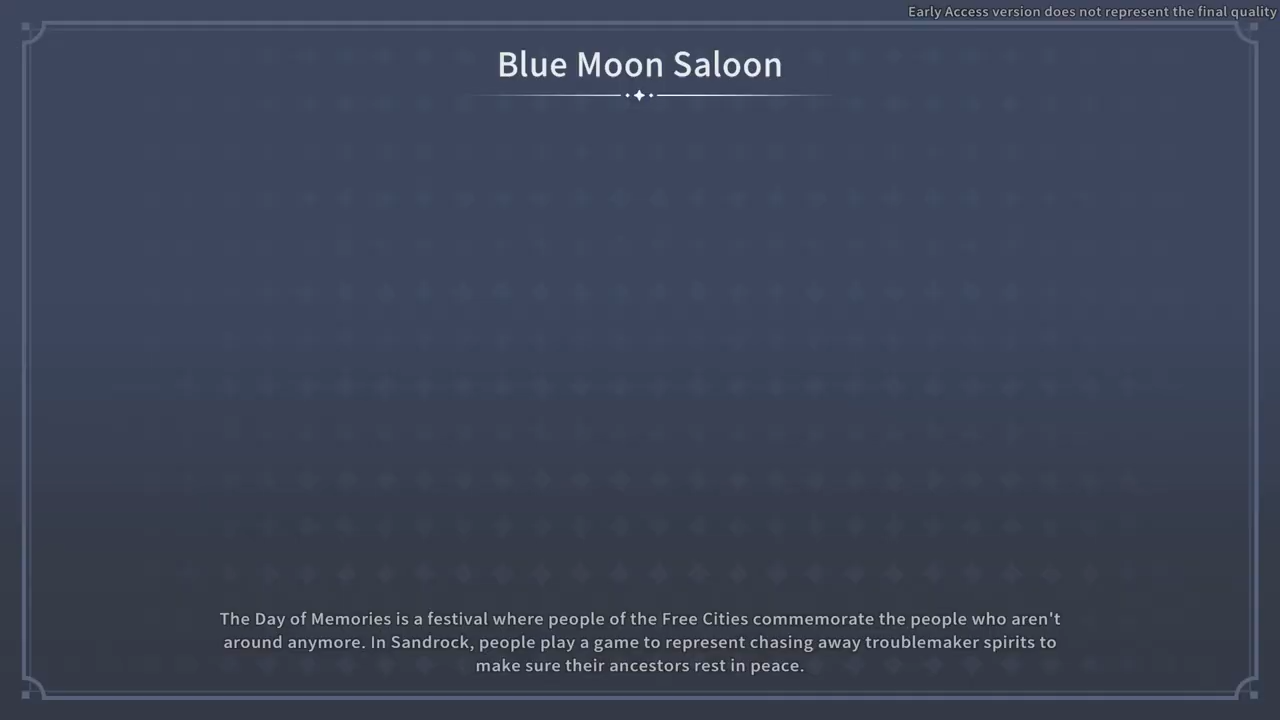 Early Access version does not represent the final quality
Blue Moon Saloon
The Day of Memories is a festival where people of the Free Cities commemorate the people who aren't
around anymore. In Sandrock, people play a game to represent chasing away troublemaker spirits to
make sure their ancestors rest in peace.